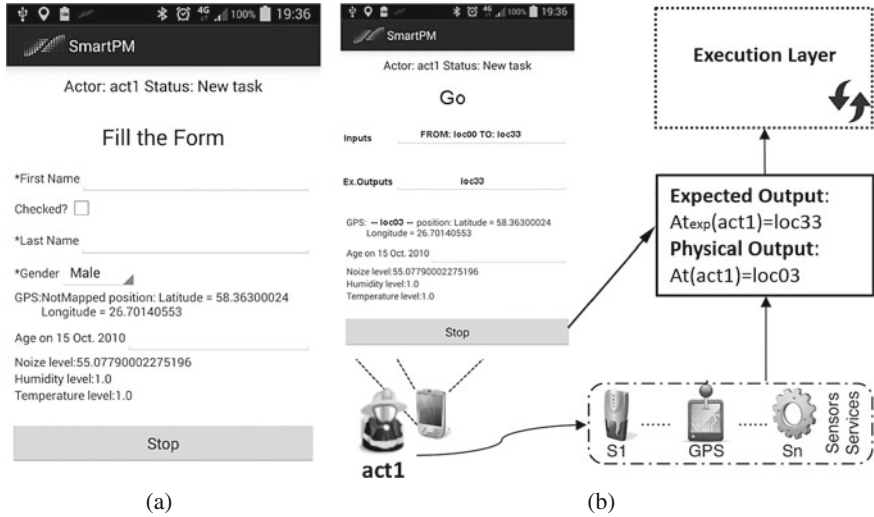 4G 100% 19:36
SmartPM
Actor: act1 Status: New task
Fill the Form
*First Name
Checked?
*Last Name
*Gender Male
GPS:NotMapped position: Latitude = 58.36300024
Longitude = 26.70140553
Age on 15 Oct. 2010
Noize level:55.07790002275196
Humidity level:1.0
Temperature level:1.0
Stop
(a)
4G 100% 19:36
SmartPM
Actor: act1 Status: New task
Go
Inputs FROM: loc00 TO: loc33
Ex.Outputs loc33
GPS: -- loc03 -- position: Latitude = 58.36300024
Longitude = 26.70140553
Age on 15 Oct. 2010
Noise level:55.07790002275196
Humidity level:1.0
Temperature level:1.0
Stop
act1
Execution Layer
Expected Output:
Atexp(act1)=loc33
Physical Output:
At(act1)=loc03
S1 GPS Sn
Sensors
Services
(b)